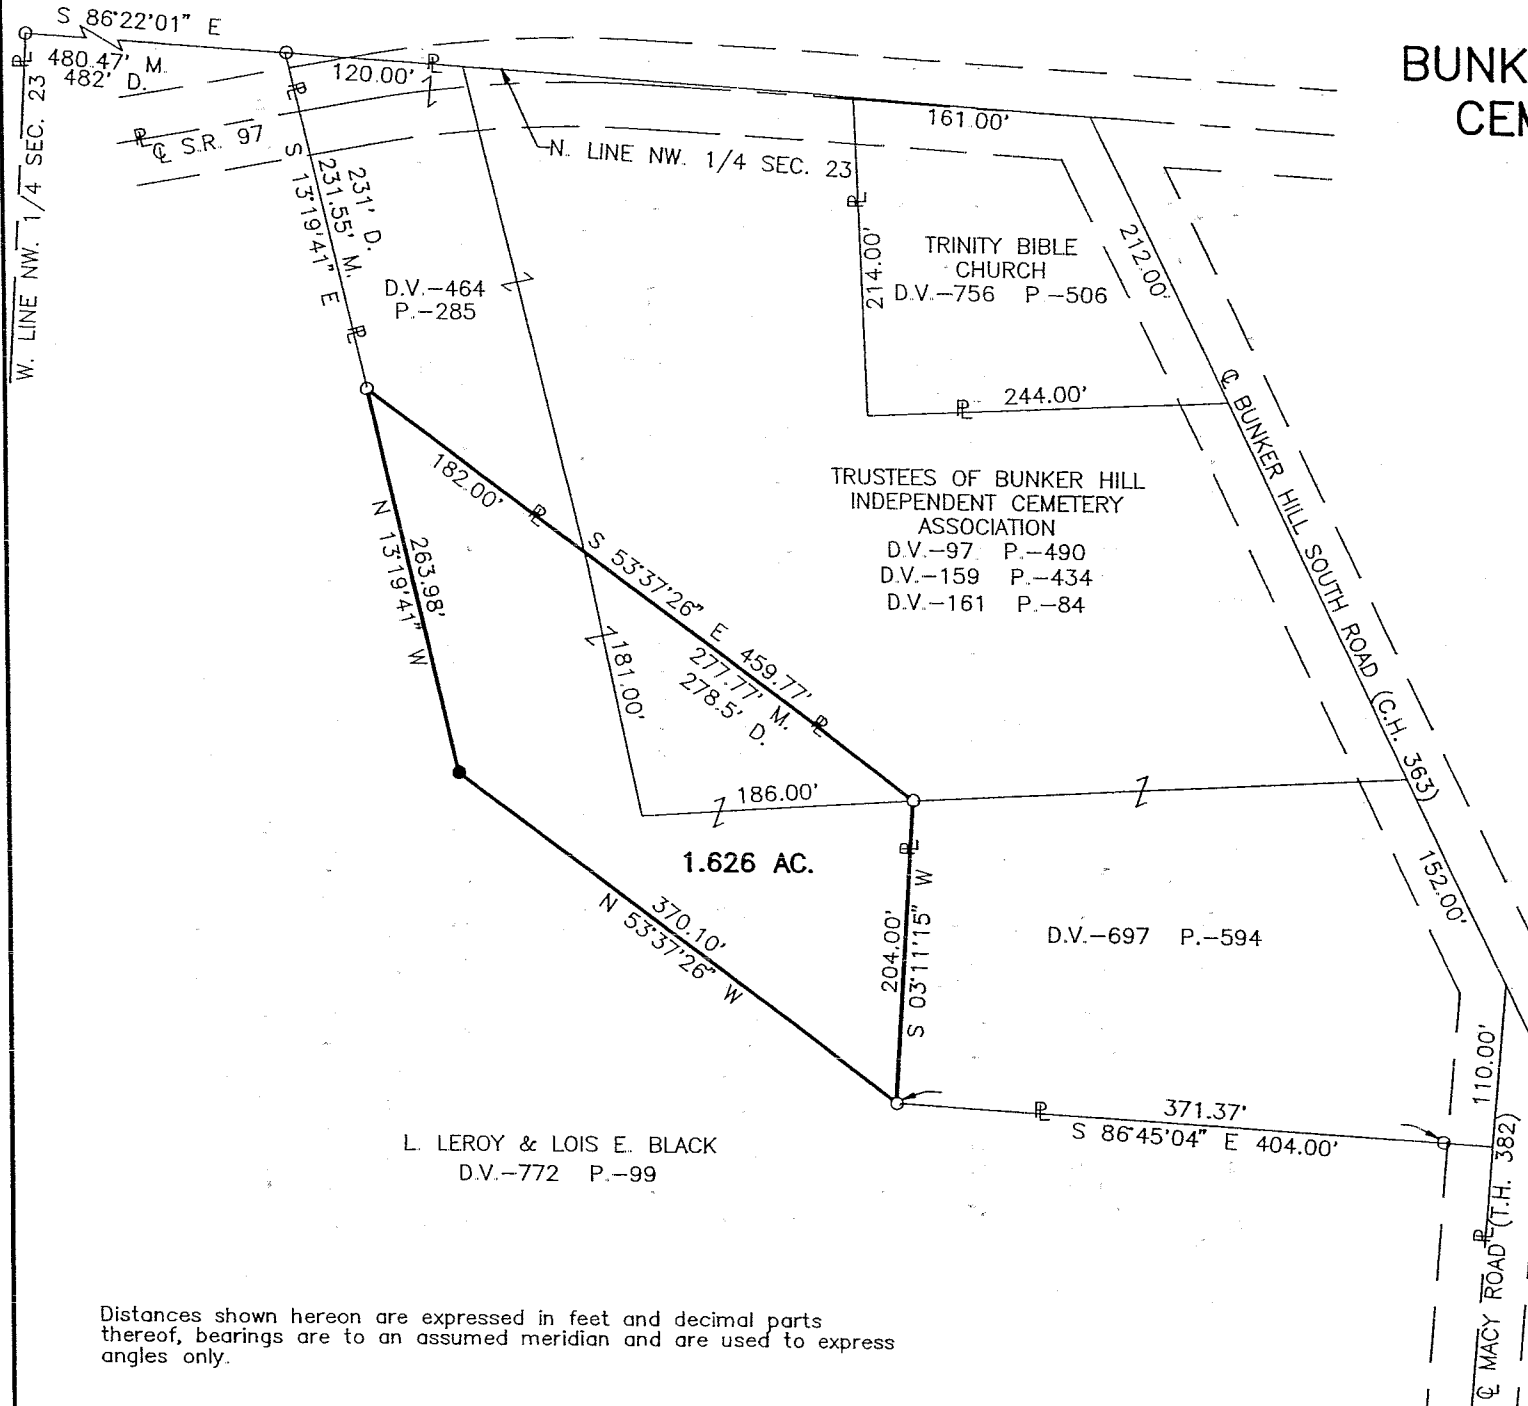 S 86°22'01" E
480.47' M.
482' D.
W. LINE NW. 1/4 SEC. 23
BUNK
CEM
120.00'
℄ S.R. 97
N. LINE NW. 1/4 SEC. 23
161.00'
231' D.
231.55' M.
S 13°19'41" E
D.V.-464
P.-285
214.00'
TRINITY BIBLE
CHURCH
D.V.-756 P.-506
212.00'
244.00'
℄ BUNKER HILL SOUTH ROAD (C.H. 363)
182.00'
TRUSTEES OF BUNKER HILL
INDEPENDENT CEMETERY
ASSOCIATION
D.V.-97 P.-490
D.V.-159 P.-434
D.V.-161 P.-84
263.98'
N 13°19'41" W
S 53°37'26" E 459.77'
277.77' M.
278.5' D.
181.00'
186.00'
1.626 AC.
370.10'
N 53°37'26" W
204.00'
S 03°11'15" W
152.00'
D.V.-697 P.-594
110.00'
371.37'
S 86°45'04" E 404.00'
L. LEROY & LOIS E. BLACK
D.V.-772 P.-99
℄ MACY ROAD (T.H. 382)
Distances shown hereon are expressed in feet and decimal parts
thereof, bearings are to an assumed meridian and are used to express
angles only.